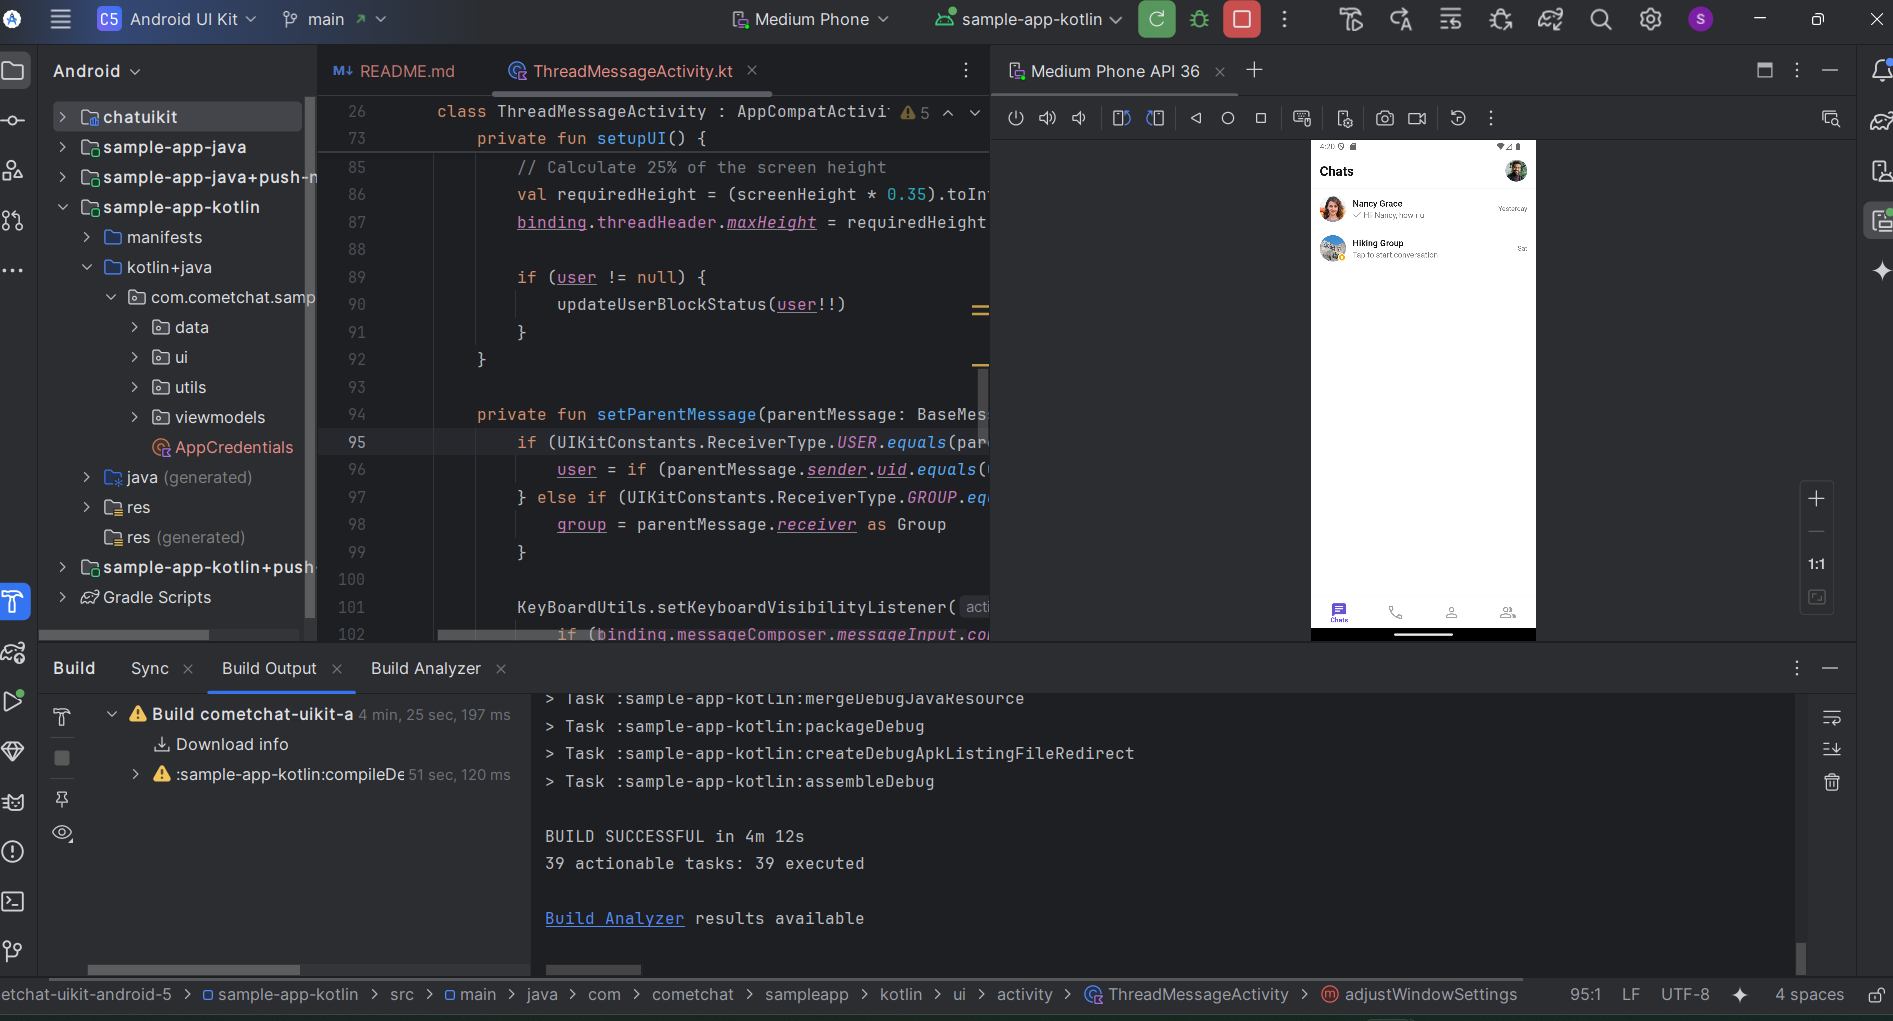 C5 Android UI Kit main Medium Phone sample-app-kotlin S
Android
README.md
ThreadMessageActivity.kt
Medium Phone API 36
chatuikit
sample-app-java
sample-app-java+push-n
sample-app-kotlin
manifests
kotlin+java
com.cometchat.samp
data
ui
utils
viewmodels
AppCredentials
java (generated)
res
res (generated)
sample-app-kotlin+push-
Gradle Scripts
26 class ThreadMessageActivity : AppCompatActivi 5
73 private fun setupUI() {
85 // Calculate 25% of the screen height
86 val requiredHeight = (screenHeight * 0.35).toIn
87 binding.threadHeader.maxHeight = requiredHeight
88
89 if (user != null) {
90 updateUserBlockStatus(user!!)
91 }
92 }
93
94 private fun setParentMessage(parentMessage: BaseMes
95 if (UIKitConstants.ReceiverType.USER.equals(par
96 user = if (parentMessage.sender.uid.equals(
97 } else if (UIKitConstants.ReceiverType.GROUP.equ
98 group = parentMessage.receiver as Group
99 }
100
101 KeyBoardUtils.setKeyboardVisibilityListener( acti
102 if (binding.messageComposer.messageInput.co
4:20
Chats
Nancy Grace
Hi Nancy, how r u
Yesterday
Hiking Group
Tap to start conversation
Sat
Chats
1:1
Build Sync Build Output Build Analyzer
Build cometchat-uikit-a 4 min, 25 sec, 197 ms
Download info
:sample-app-kotlin:compileDe 51 sec, 120 ms
> Task :sample-app-kotlin:mergeDebugJavaResource
> Task :sample-app-kotlin:packageDebug
> Task :sample-app-kotlin:createDebugApkListingFileRedirect
> Task :sample-app-kotlin:assembleDebug
BUILD SUCCESSFUL in 4m 12s
39 actionable tasks: 39 executed
Build Analyzer results available
etchat-uikit-android-5 > sample-app-kotlin > src > main > java > com > cometchat > sampleapp > kotlin > ui > activity > ThreadMessageActivity > adjustWindowSettings 95:1 LF UTF-8 4 spaces